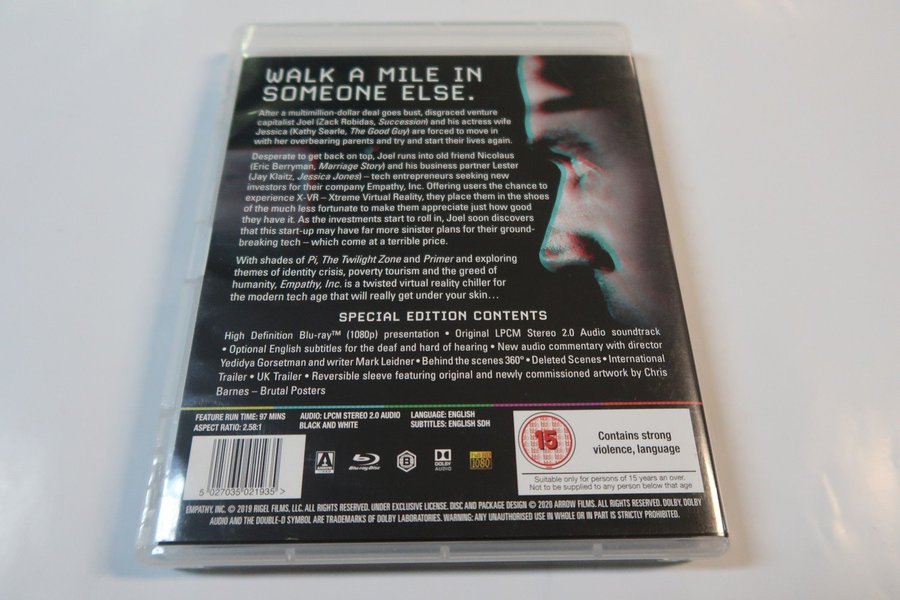 WALK A MILE IN
SOMEONE ELSE.
After a multimillion-dollar deal goes bust, disgraced venture
capitalist Joel (Zack Robidas, Succession) and his actress wife
Jessica (Kathy Searle, The Good Guy) are forced to move in
with her overbearing parents and try and start their lives again.
Desperate to get back on top, Joel runs into old friend Nicolaus
(Eric Berryman, Marriage Story) and his business partner Lester
(Jay Klaitz, Jessica Jones) – tech entrepreneurs seeking new
investors for their company Empathy, Inc. Offering users the chance to
experience X-VR – Xtreme Virtual Reality, they place them in the shoes
of the much less fortunate to make them appreciate just how good
they have it. As the investments start to roll in, Joel soon discovers
that this start-up may have far more sinister plans for their ground-
breaking tech – which come at a terrible price.
With shades of Pi, The Twilight Zone and Primer and exploring
themes of identity crisis, poverty tourism and the greed of
humanity, Empathy, Inc. is a twisted virtual reality chiller for
the modern tech age that will really get under your skin…
SPECIAL EDITION CONTENTS
High Definition Blu-ray™ (1080p) presentation • Original LPCM Stereo 2.0 Audio soundtrack
• Optional English subtitles for the deaf and hard of hearing • New audio commentary with director
Yedidya Gorsetman and writer Mark Leidner • Behind the scenes 360° • Deleted Scenes • International
Trailer • UK Trailer • Reversible sleeve featuring original and newly commissioned artwork by Chris
Barnes – Brutal Posters
FEATURE RUN TIME: 97 MINS
ASPECT RATIO: 2.58:1
AUDIO: LPCM STEREO 2.0 AUDIO
BLACK AND WHITE
LANGUAGE: ENGLISH
SUBTITLES: ENGLISH SDH
5 027035 021935 >
ARROW
Blu-ray Disc
B
DOLBY
AUDIO
Full HD
1080
15
Contains strong
violence, language
Suitable only for persons of 15 years an over.
Not to be supplied to any person below that age
EMPATHY, INC. © 2019 RIGEL FILMS, LLC. ALL RIGHTS RESERVED. UNDER EXCLUSIVE LICENSE. DISC AND PACKAGE DESIGN © 2020 ARROW FILMS. ALL RIGHTS RESERVED. DOLBY, DOLBY
AUDIO AND THE DOUBLE-D SYMBOL ARE TRADEMARKS OF DOLBY LABORATORIES. WARNING: ANY UNAUTHORISED USE IN WHOLE OR IN PART IS STRICTLY PROHIBITED.